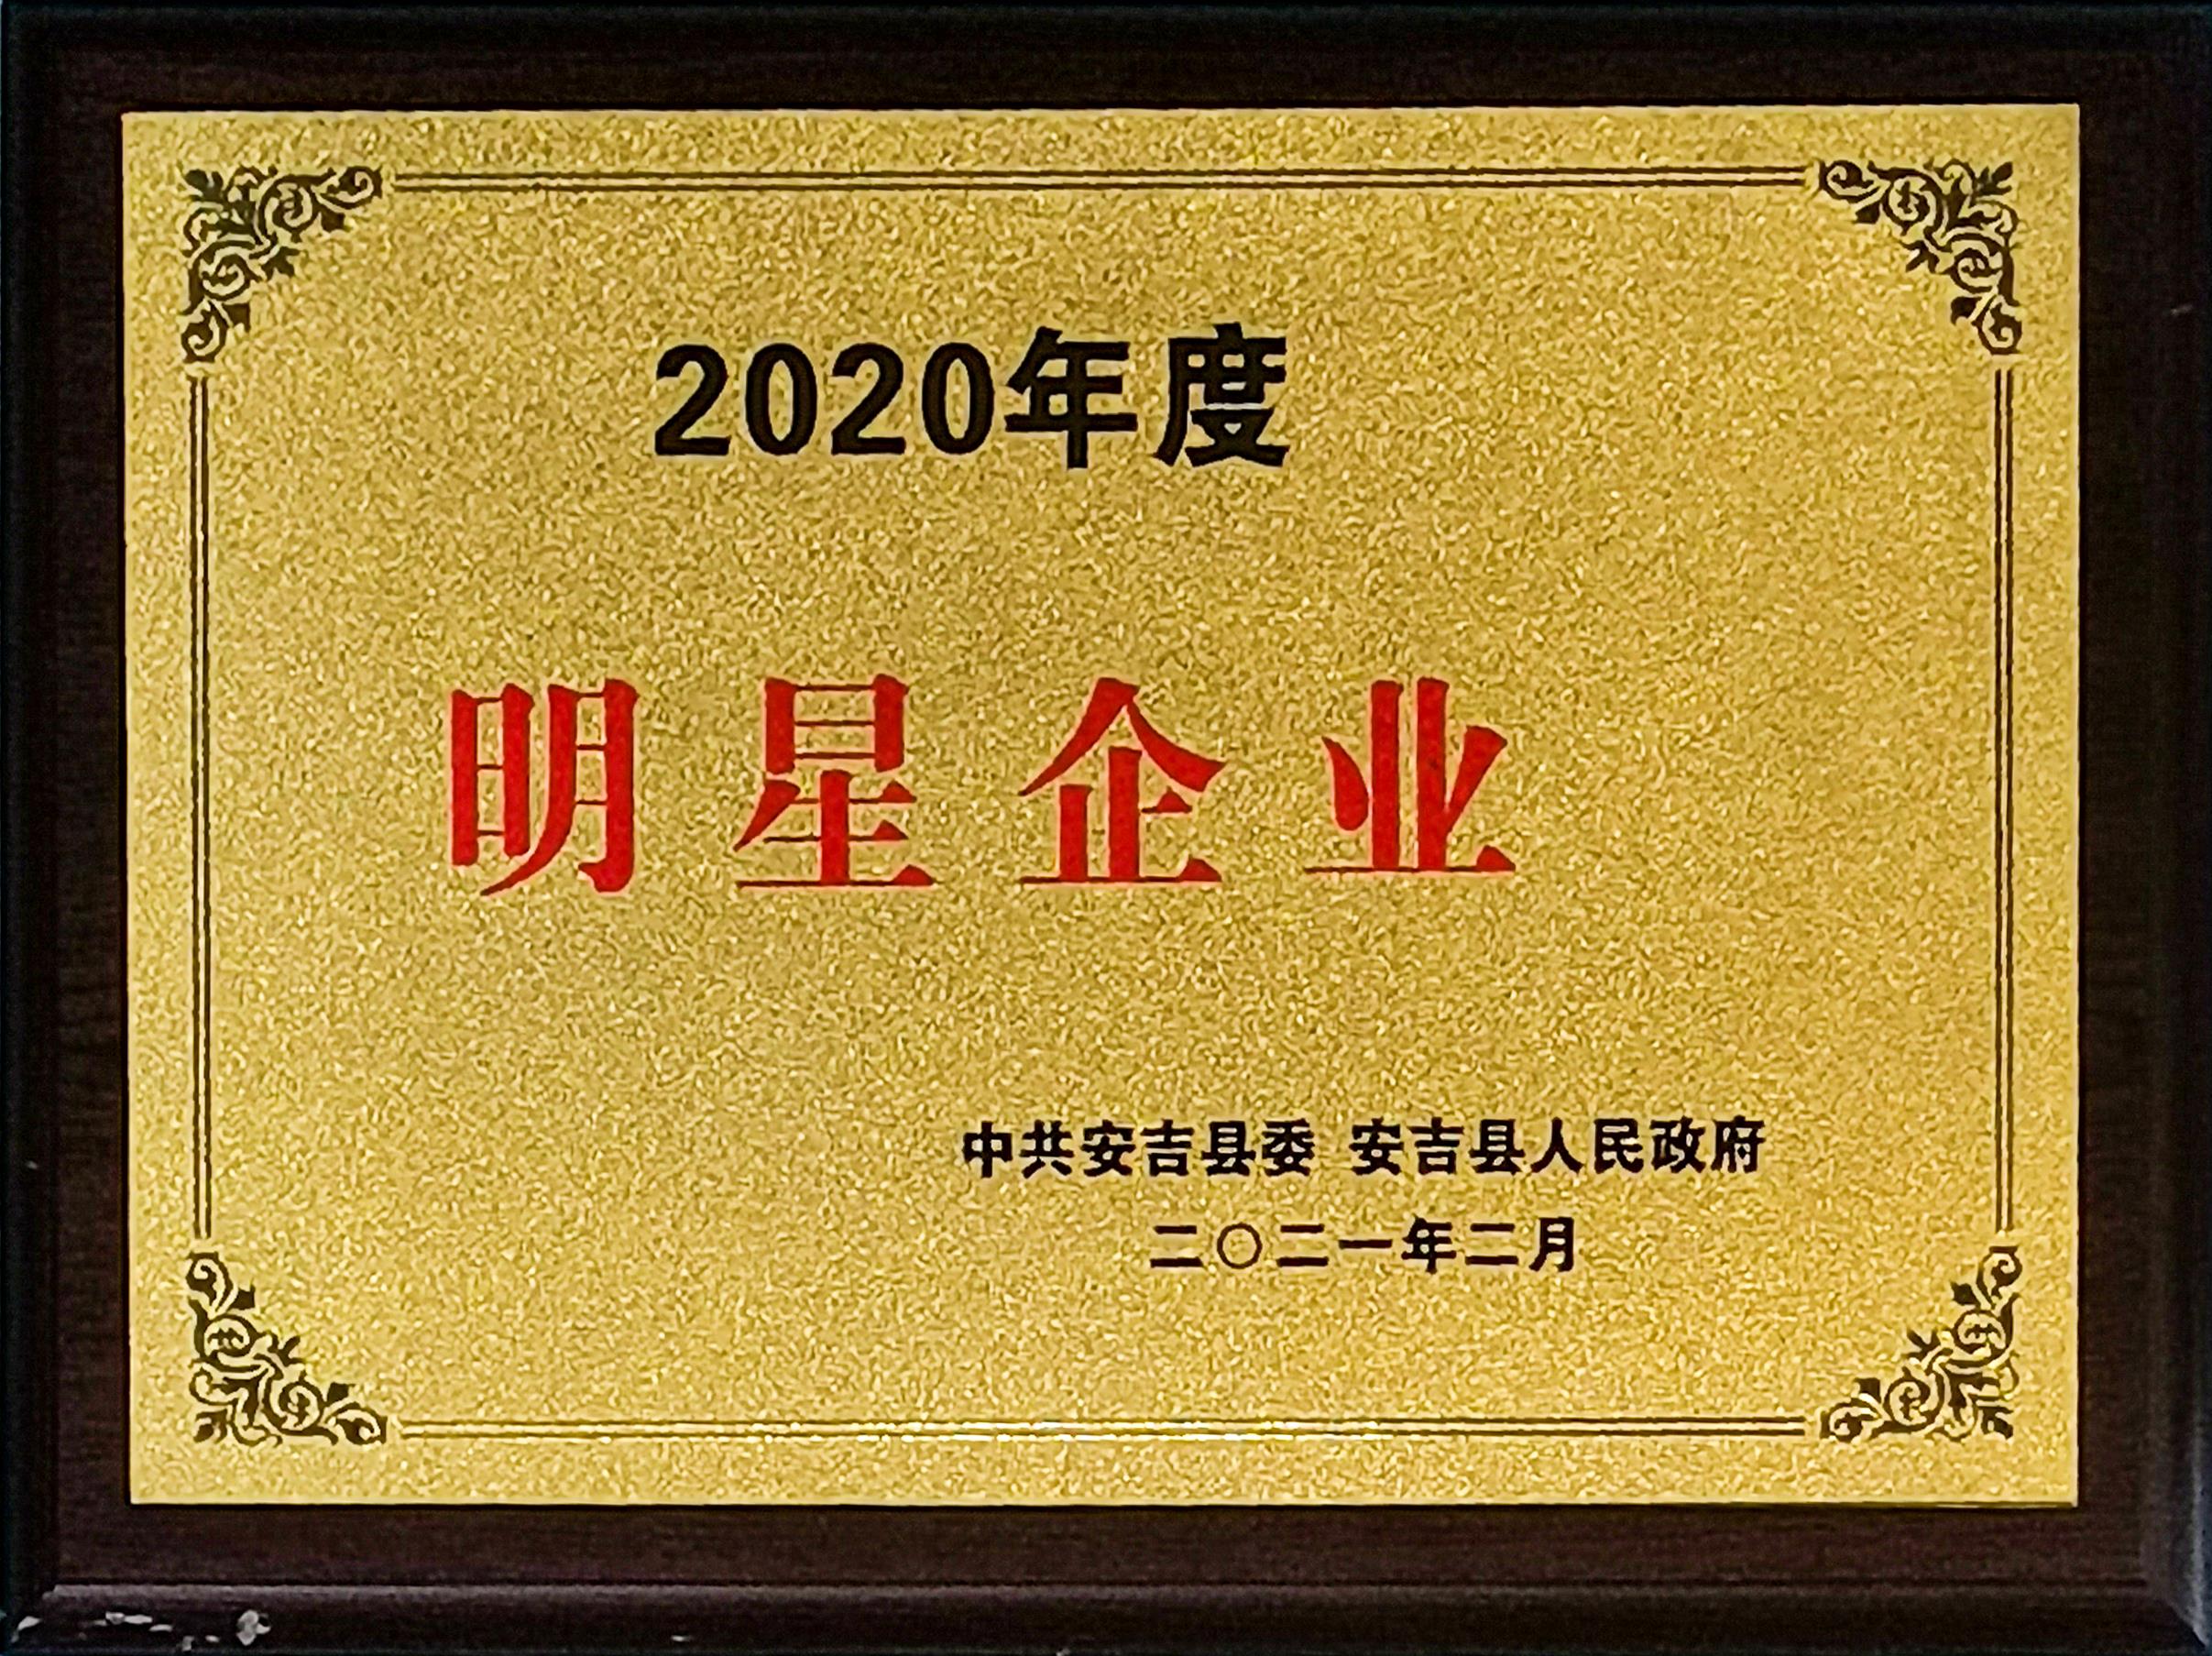 2020年度
明星企业
中共安吉县委 安吉县人民政府
二〇二一年二月